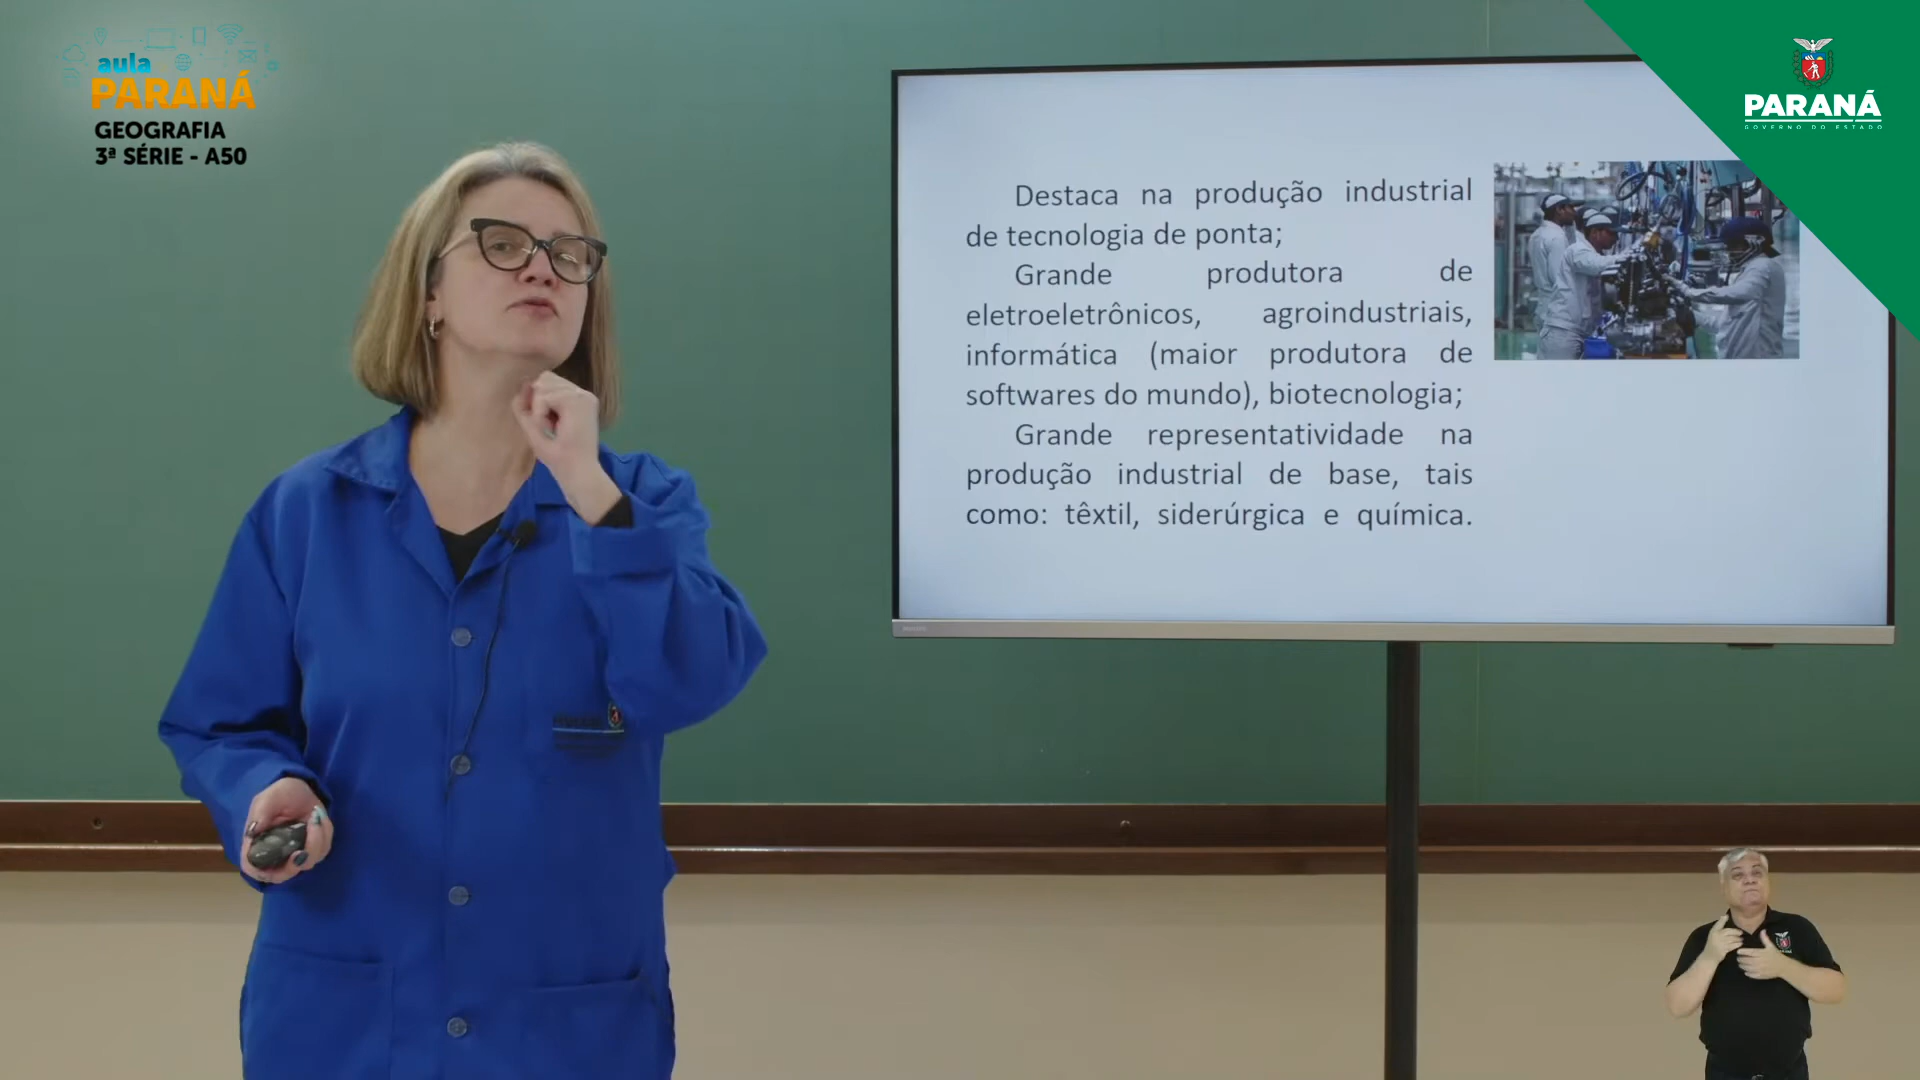 aula
PARANÁ
GEOGRAFIA
3ª SÉRIE - A50
PARANÁ
GOVERNO DO ESTADO
Destaca na produção industrial
de tecnologia de ponta;
Grande produtora de
eletroeletrônicos, agroindustriais,
informática (maior produtora de
softwares do mundo), biotecnologia;
Grande representatividade na
produção industrial de base, tais
como: têxtil, siderúrgica e química.